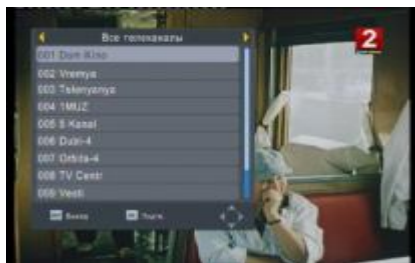 Все телеканалы
2
001 Dom Kino
002 Vremya
003 Telenyanya
004 1MUZ
005 5 Kanal
006 Dubl-4
007 Orbita-4
008 TV Centr
009 Vesti
Выход